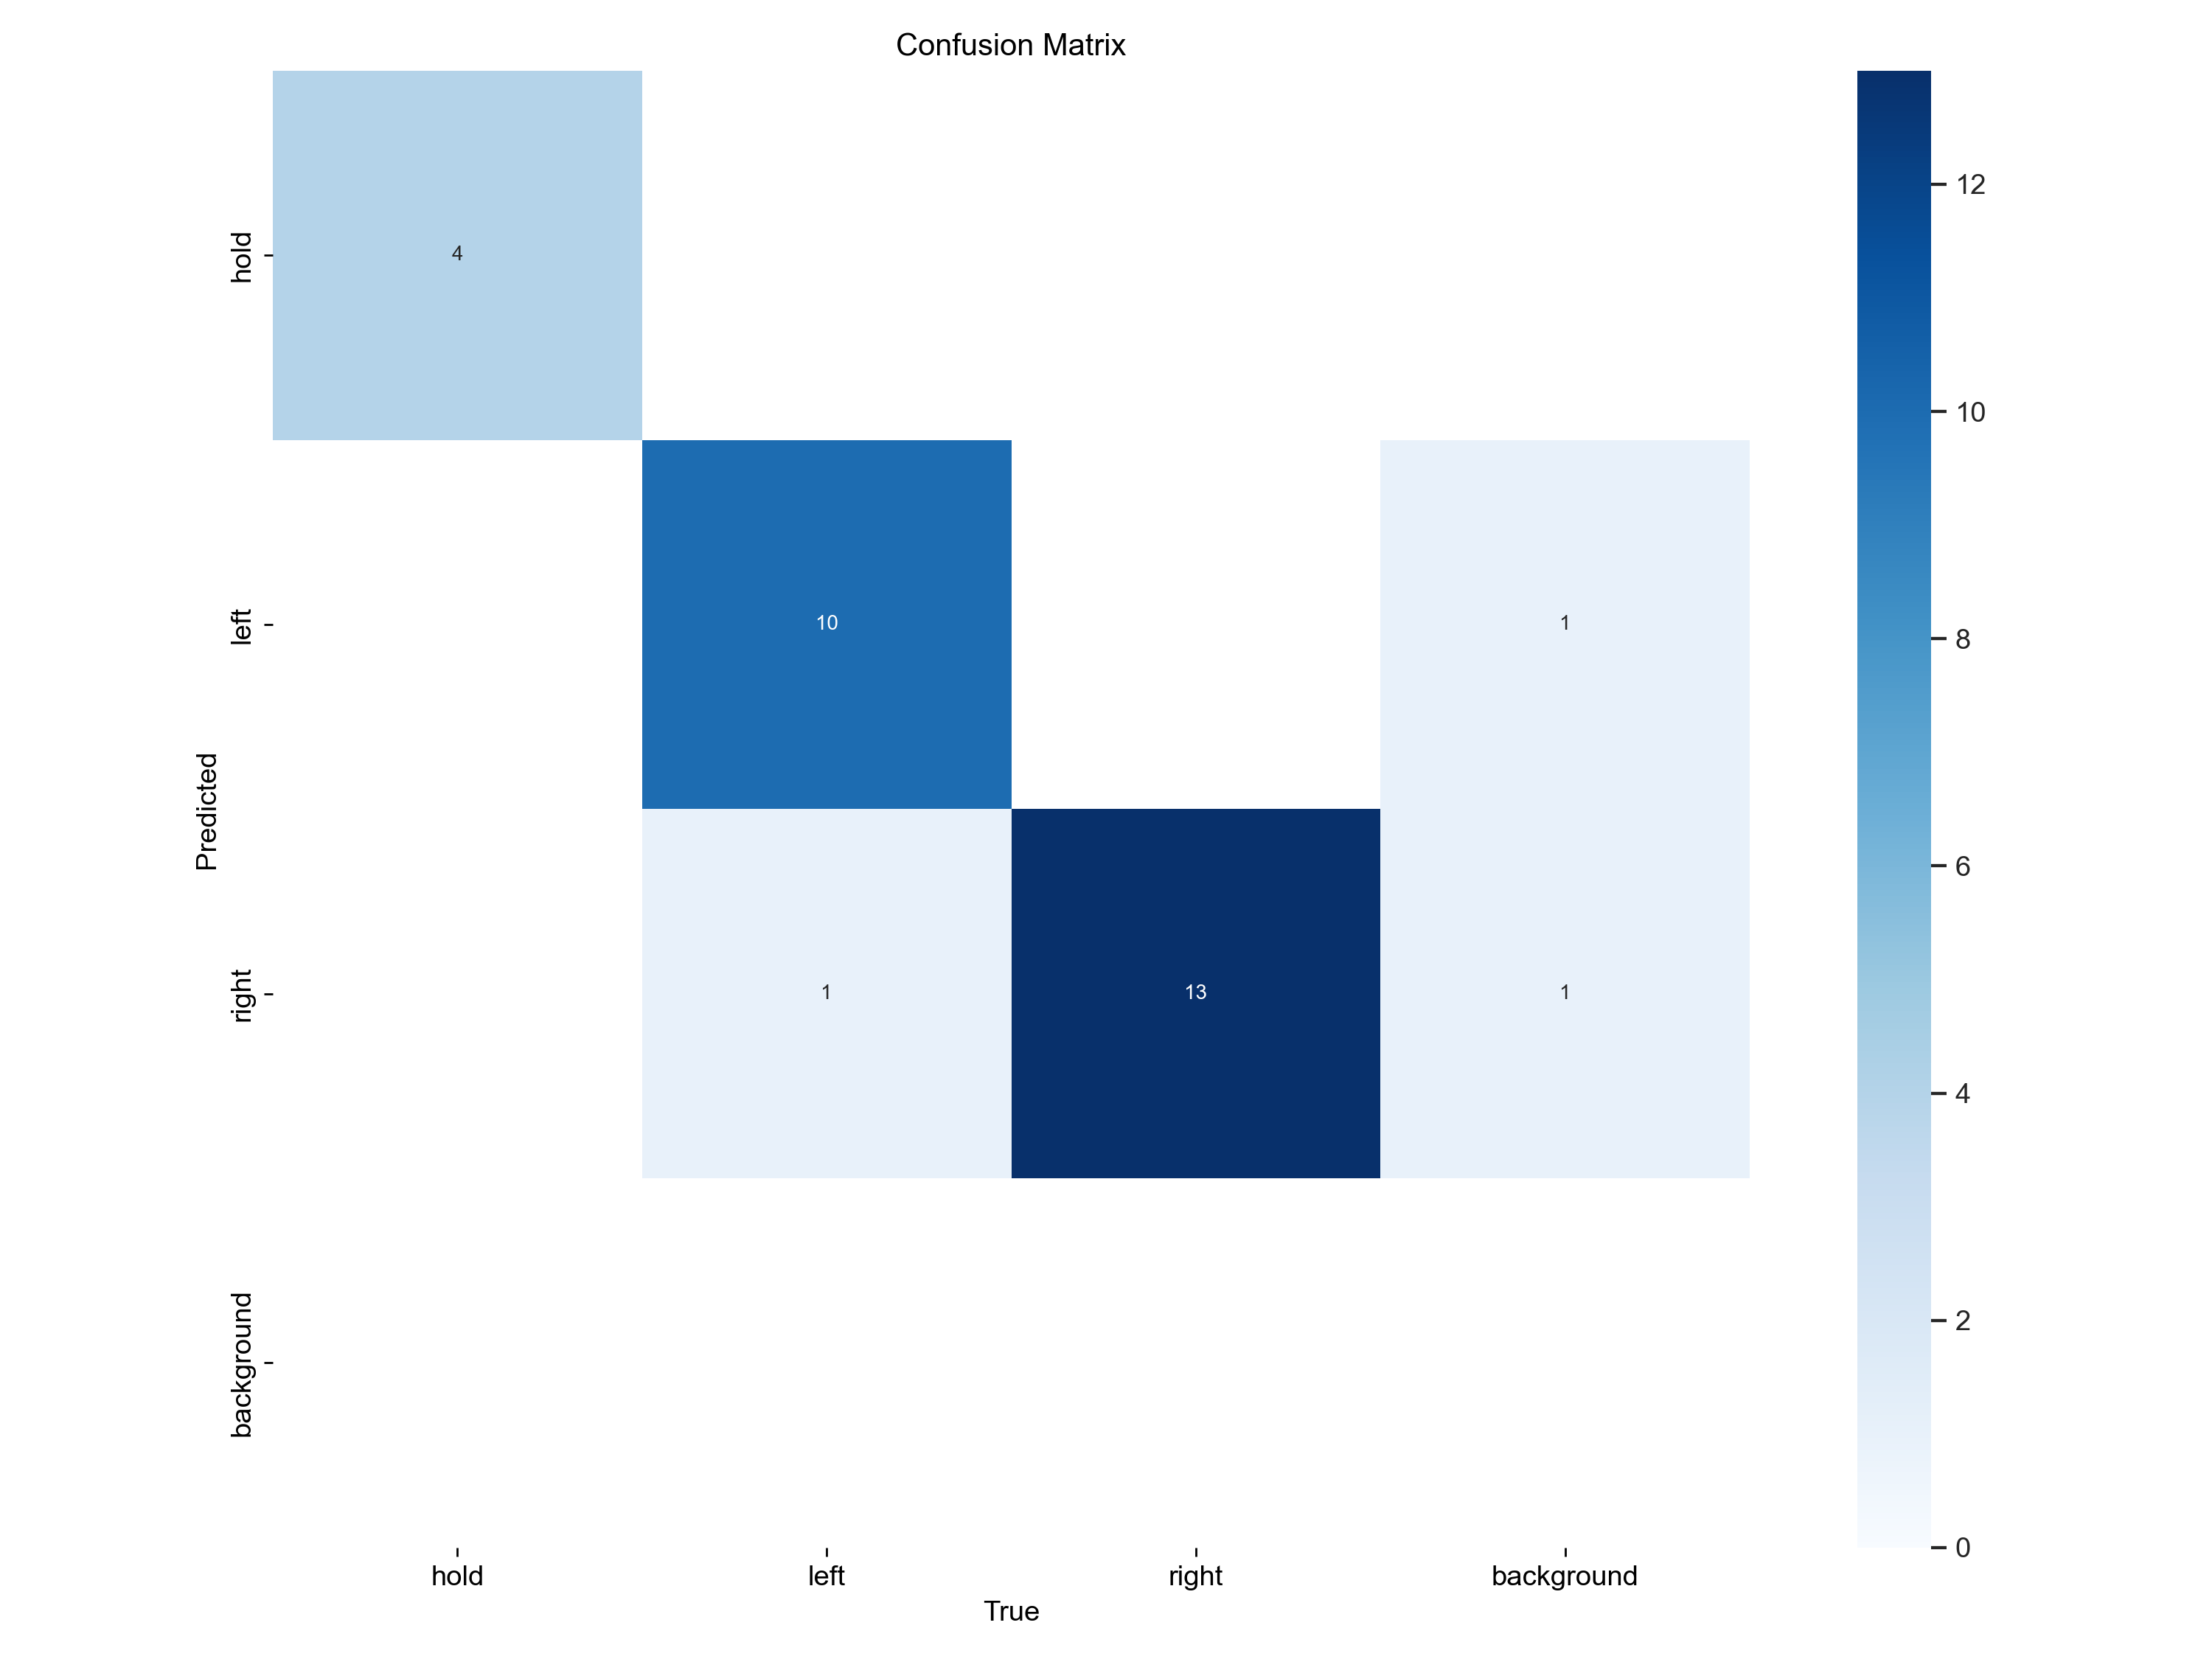 Confusion Matrix
hold
4
left
10
1
right
1
13
1
background
Predicted
hold
left
right
background
True
12
10
8
6
4
2
0